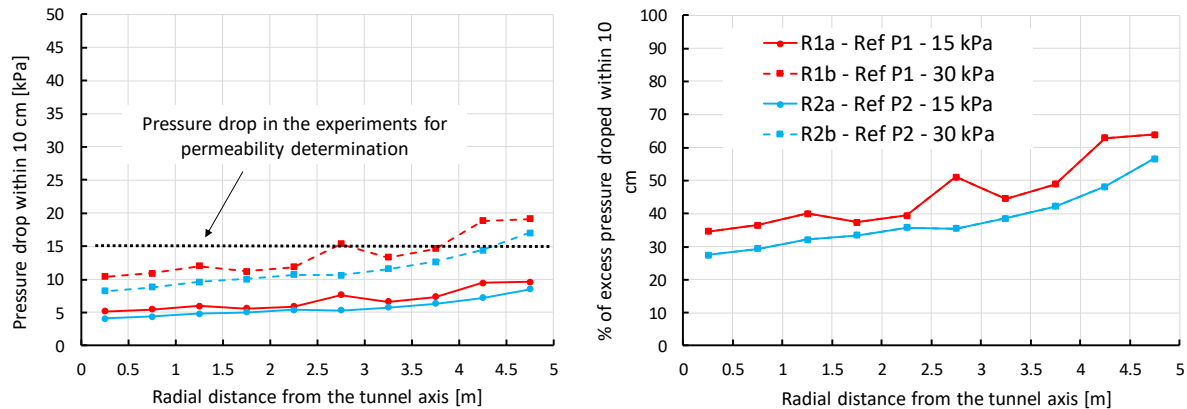 Pressure drop within 10 cm [kPa]
50
45
40
35
30
25
20
15
10
5
0
Pressure drop in the experiments for
permeability determination
0 0.5 1 1.5 2 2.5 3 3.5 4 4.5 5
Radial distance from the tunnel axis [m]
% of excess pressure droped within 10
cm
100
90
80
70
60
50
40
30
20
10
0
R1a - Ref P1 - 15 kPa
R1b - Ref P1 - 30 kPa
R2a - Ref P2 - 15 kPa
R2b - Ref P2 - 30 kPa
0 0.5 1 1.5 2 2.5 3 3.5 4 4.5 5
Radial distance from the tunnel axis [m]